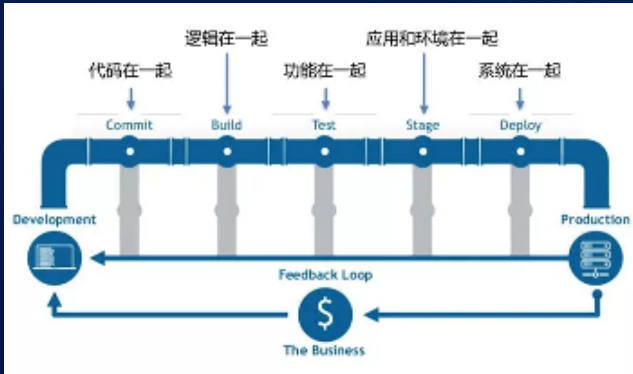 逻辑在一起
应用和环境在一起
代码在一起
功能在一起
系统在一起
Commit
Build
Test
Stage
Deploy
Development
Production
Feedback Loop
$
The Business